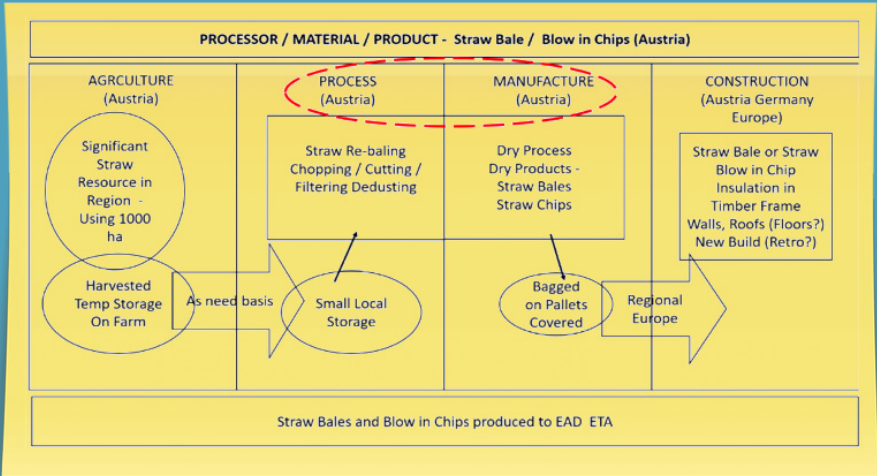 PROCESSOR / MATERIAL / PRODUCT - Straw Bale / Blow in Chips (Austria)
AGRCULTURE
(Austria)
Significant
Straw
Resource in
Region -
Using 1000
ha
Harvested
Temp Storage
On Farm
As need basis
PROCESS
(Austria)
Straw Re-baling
Chopping / Cutting /
Filtering Dedusting
Small Local
Storage
MANUFACTURE
(Austria)
Dry Process
Dry Products -
Straw Bales
Straw Chips
Bagged
on Pallets
Covered
Regional
Europe
CONSTRUCTION
(Austria Germany
Europe)
Straw Bale or Straw
Blow in Chip
Insulation in
Timber Frame
Walls, Roofs (Floors?)
New Build (Retro?)
Straw Bales and Blow in Chips produced to EAD ETA